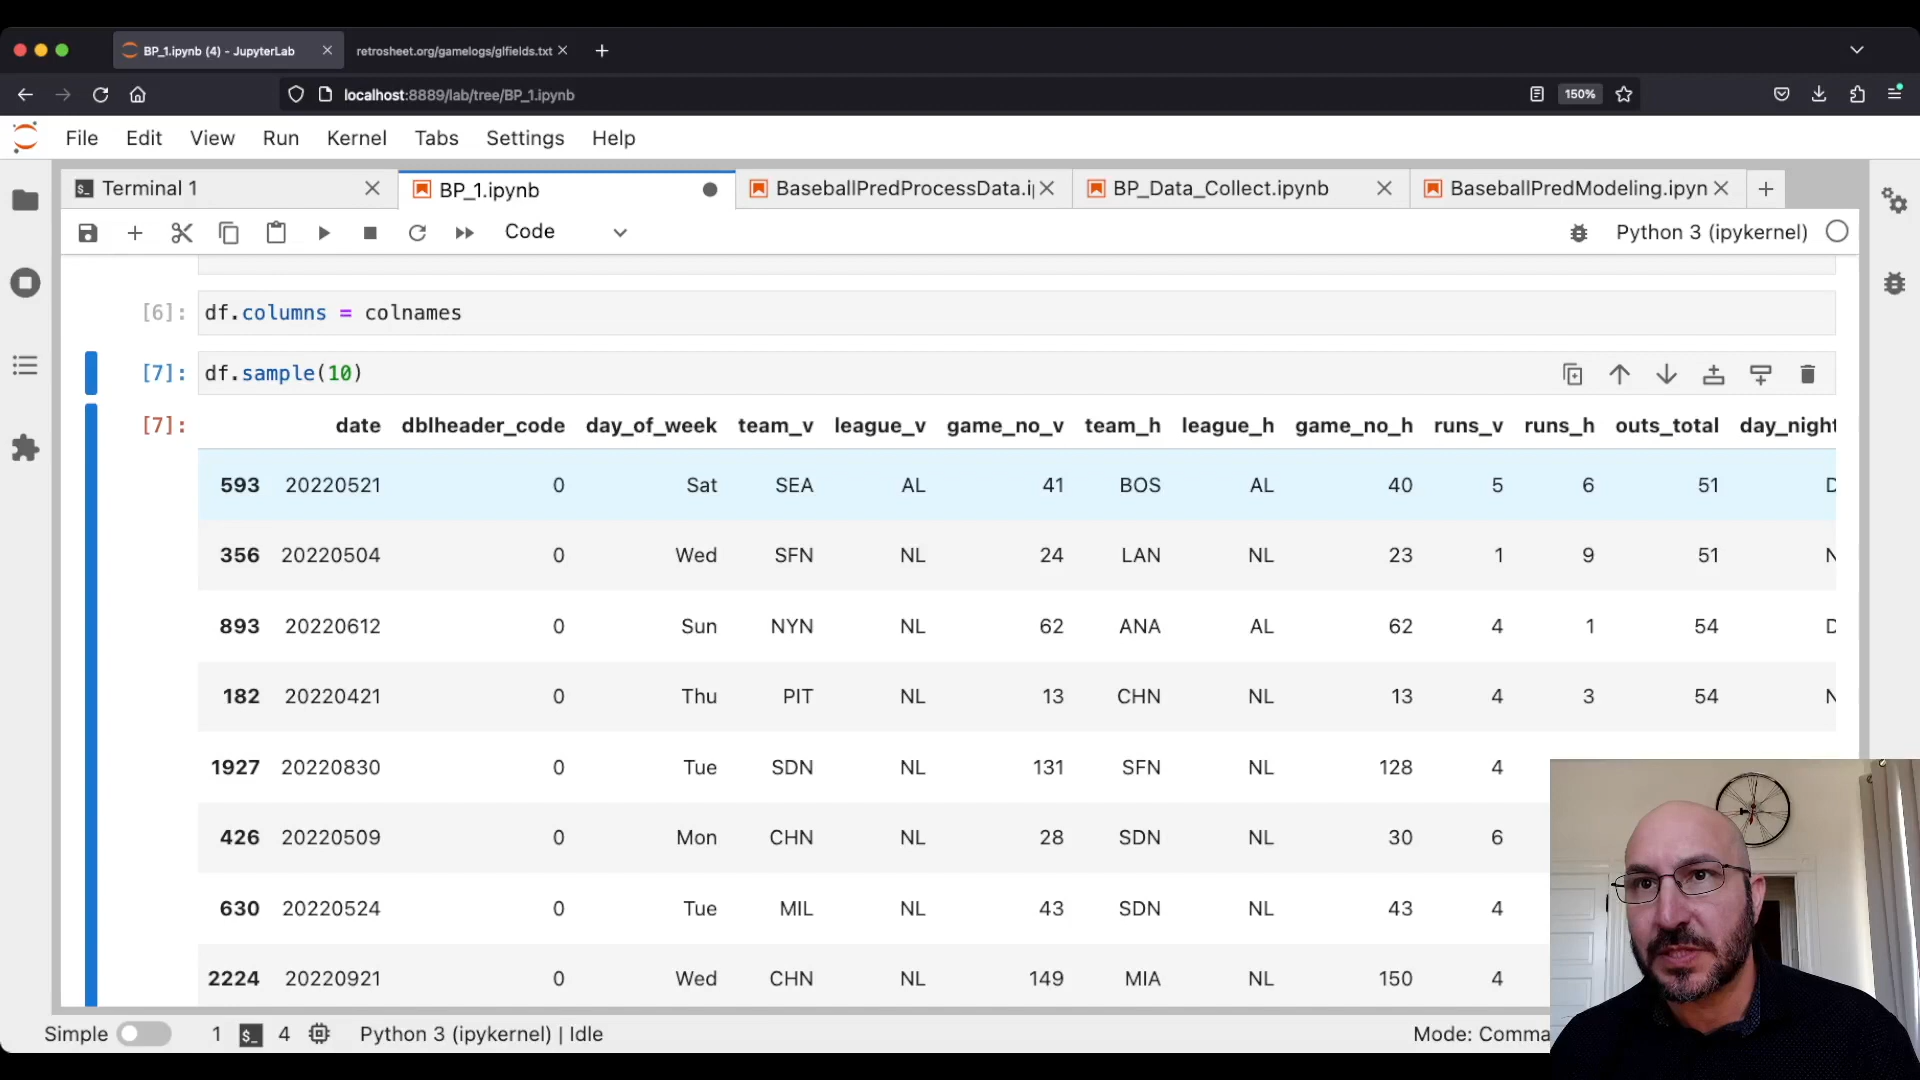 BP_1.ipynb (4) - JupyterLab
retrosheet.org/gamelogs/glfields.txt
localhost:8889/lab/tree/BP_1.ipynb
150%
File Edit View Run Kernel Tabs Settings Help
Terminal 1
BP_1.ipynb
BaseballPredProcessData.i
BP_Data_Collect.ipynb
BaseballPredModeling.ipyn
Code
Python 3 (ipykernel)
[6]: df.columns = colnames
[7]: df.sample(10)
[7]: date dblheader_code day_of_week team_v league_v game_no_v team_h league_h game_no_h runs_v runs_h outs_total day_night
593 20220521 0 Sat SEA AL 41 BOS AL 40 5 6 51 D
356 20220504 0 Wed SFN NL 24 LAN NL 23 1 9 51 N
893 20220612 0 Sun NYN NL 62 ANA AL 62 4 1 54 D
182 20220421 0 Thu PIT NL 13 CHN NL 13 4 3 54 N
1927 20220830 0 Tue SDN NL 131 SFN NL 128 4
426 20220509 0 Mon CHN NL 28 SDN NL 30 6
630 20220524 0 Tue MIL NL 43 SDN NL 43 4
2224 20220921 0 Wed CHN NL 149 MIA NL 150 4
Simple 1 $_ 4 Python 3 (ipykernel) | Idle Mode: Comma